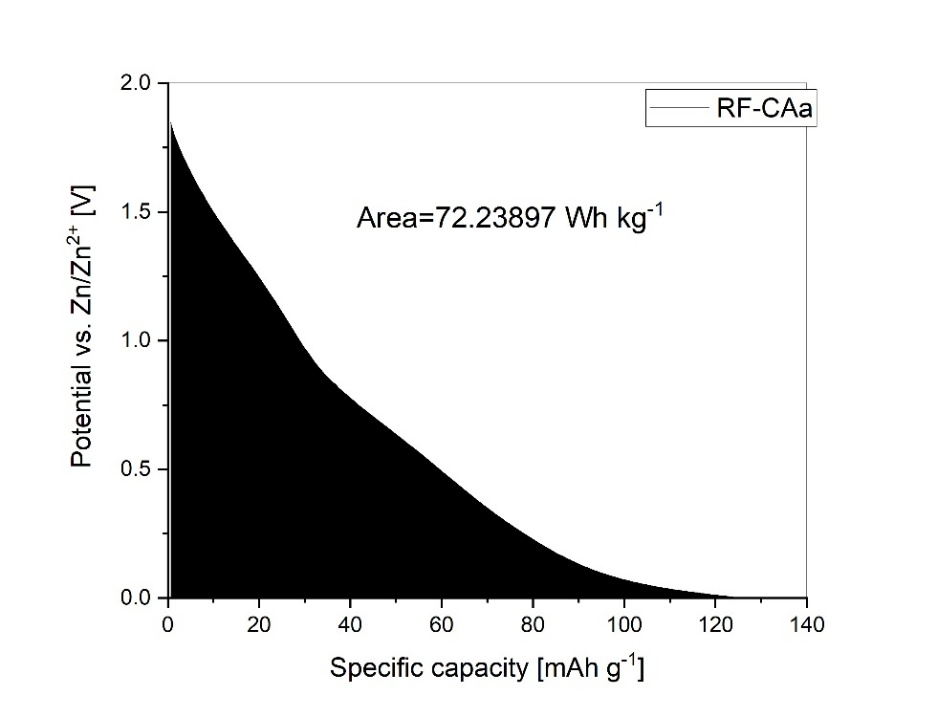 2.0
RF-CAa
1.5
Area=72.23897 Wh kg⁻¹
1.0
0.5
0.0
Potential vs. Zn/Zn²⁺ [V]
0 20 40 60 80 100 120 140
Specific capacity [mAh g⁻¹]